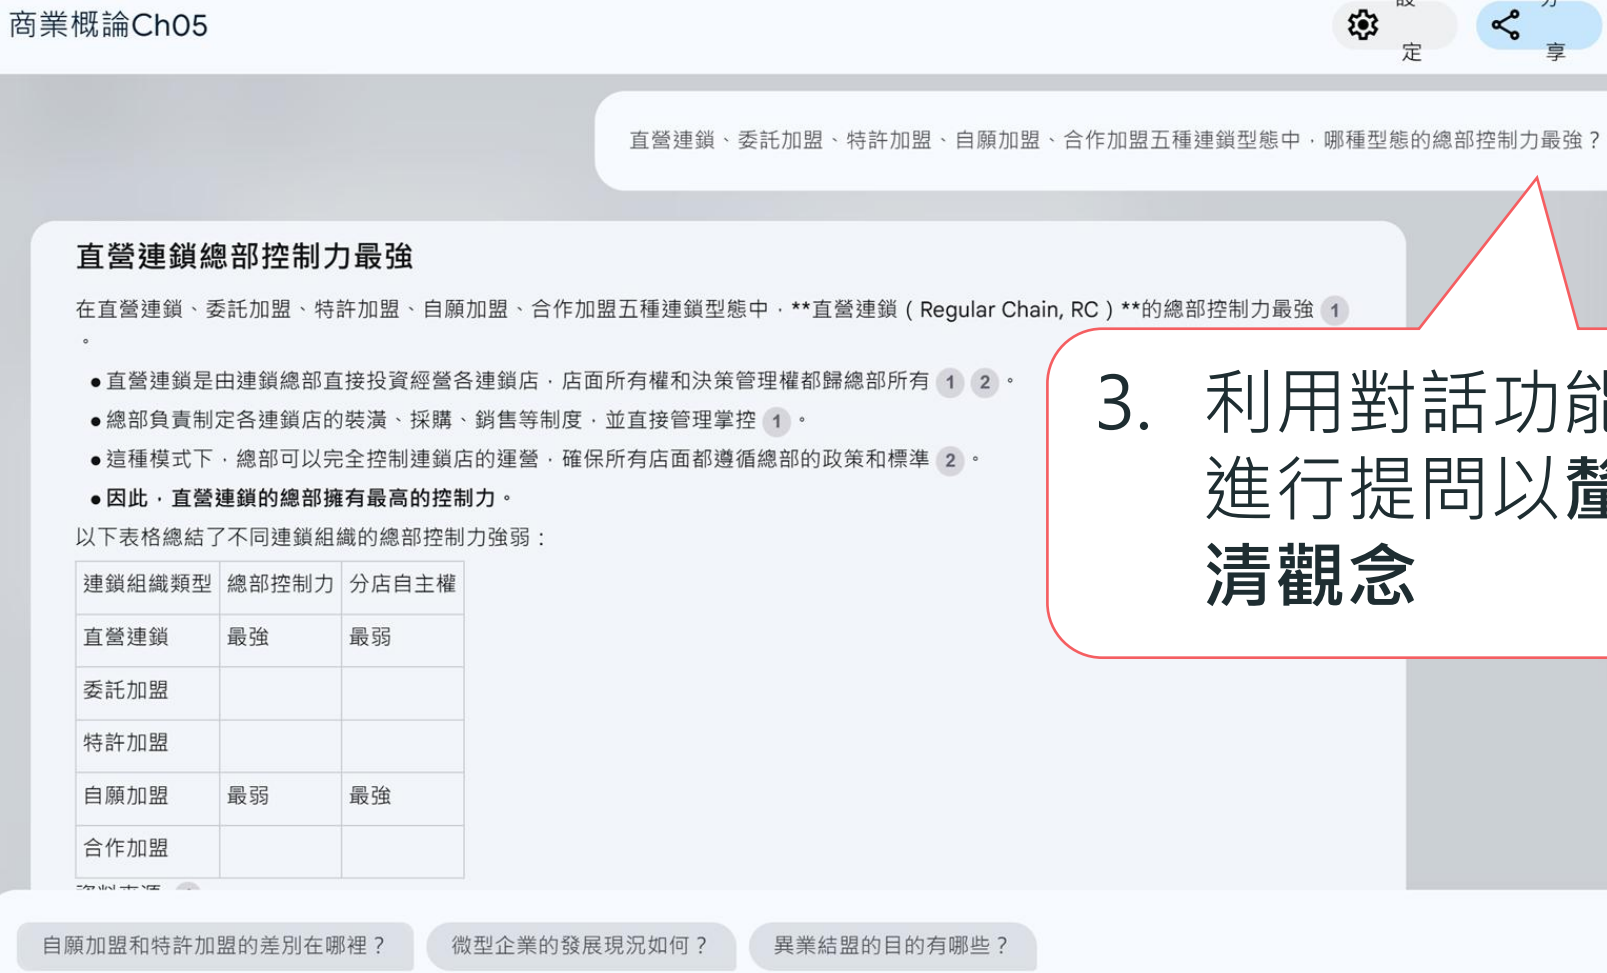 商業概論Ch05
定
享
直營連鎖、委託加盟、特許加盟、自願加盟、合作加盟五種連鎖型態中，哪種型態的總部控制力最強？
直營連鎖總部控制力最強
在直營連鎖、委託加盟、特許加盟、自願加盟、合作加盟五種連鎖型態中，**直營連鎖（Regular Chain, RC）**的總部控制力最強 1
。
●直營連鎖是由連鎖總部直接投資經營各連鎖店，店面所有權和決策管理權都歸總部所有 1 2 。
●總部負責制定各連鎖店的裝潢、採購、銷售等制度，並直接管理掌控 1 。
●這種模式下，總部可以完全控制連鎖店的運營，確保所有店面都遵循總部的政策和標準 2 。
●因此，直營連鎖的總部擁有最高的控制力。
以下表格總結了不同連鎖組織的總部控制力強弱：
連鎖組織類型 總部控制力 分店自主權
直營連鎖 最強 最弱
委託加盟
特許加盟
自願加盟 最弱 最強
合作加盟
3. 利用對話功能
進行提問以釐
清觀念
自願加盟和特許加盟的差別在哪裡？
微型企業的發展現況如何？
異業結盟的目的有哪些？